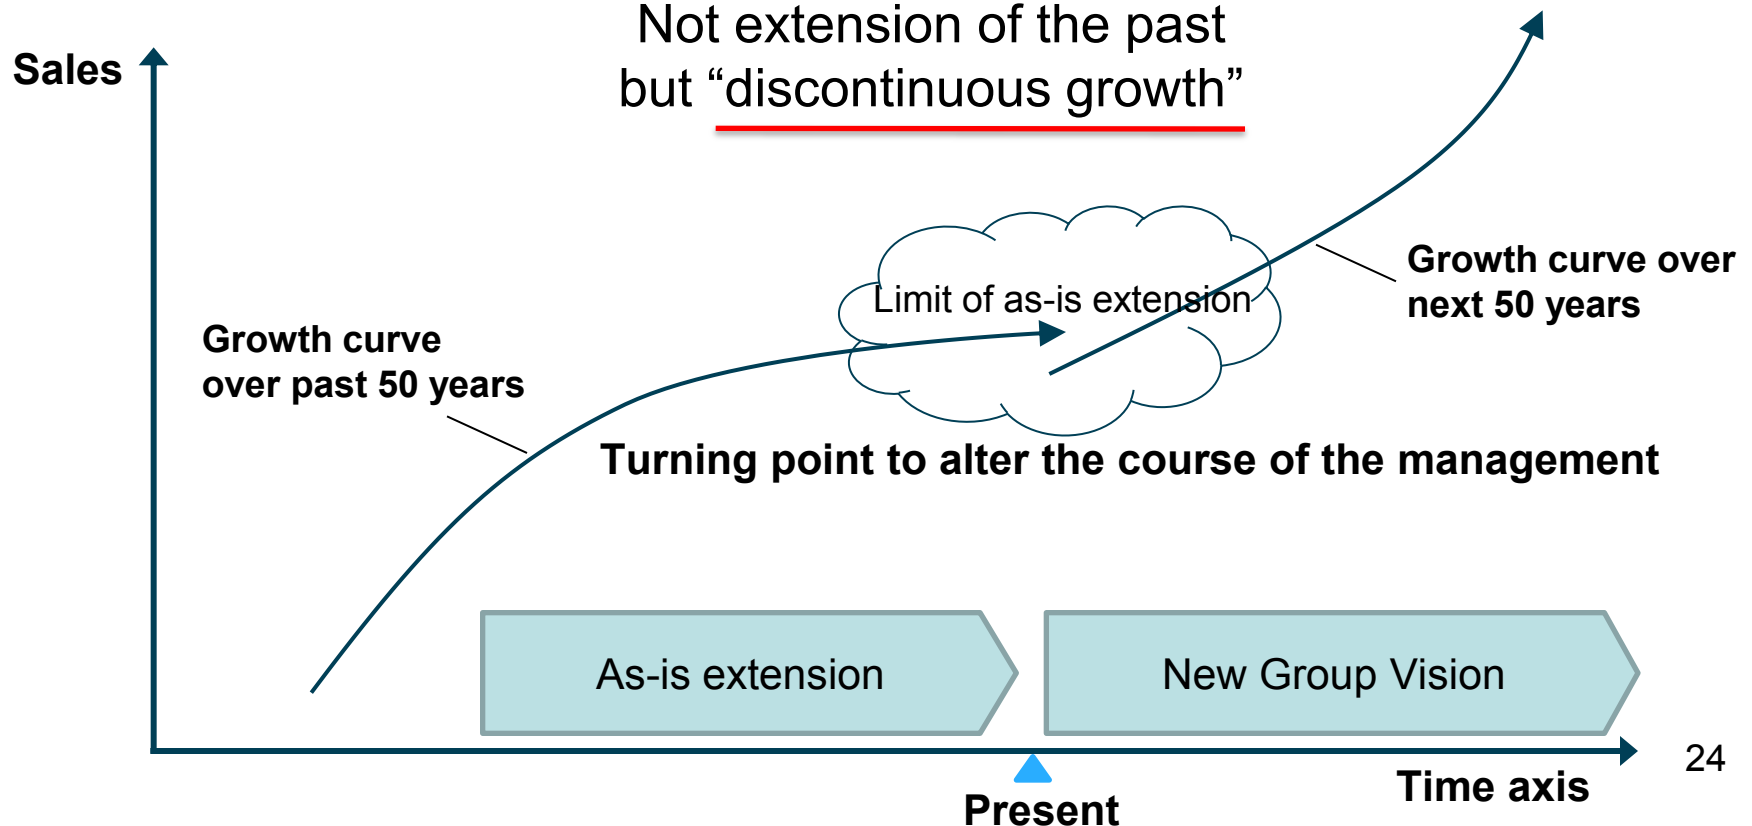 Not extension of the past
but “discontinuous growth”
Sales
Limit of as-is extension
Growth curve over
next 50 years
Growth curve
over past 50 years
Turning point to alter the course of the management
As-is extension
New Group Vision
Time axis
Present
24